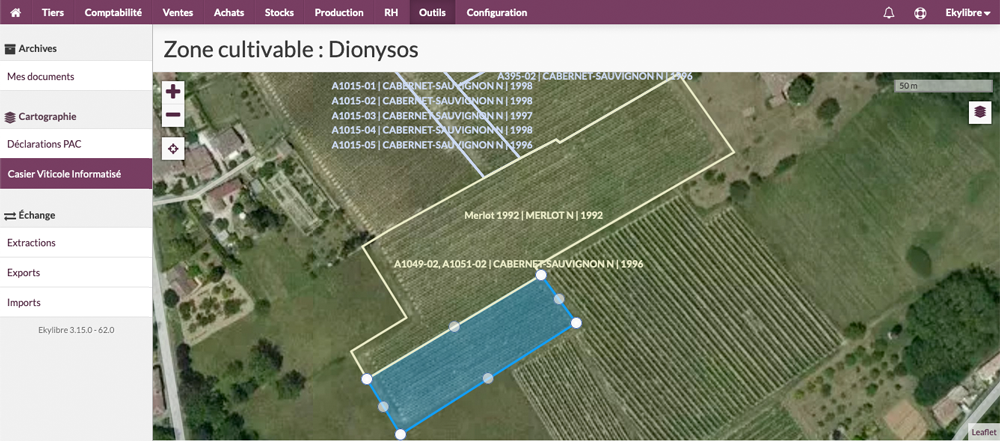 Tiers Comptabilité Ventes Achats Stocks Production RH Outils Configuration Ekylibre
Archives
Mes documents
Cartographie
Déclarations PAC
Casier Viticole Informatisé
Échange
Extractions
Exports
Imports
Ekylibre 3.15.0 - 62.0
Zone cultivable : Dionysos
A395-02 | CABERNET-SAUVIGNON N | 1996
A1015-01 | CABERNET-SAUVIGNON N | 1998
A1015-02 | CABERNET-SAUVIGNON N | 1998
A1015-03 | CABERNET-SAUVIGNON N | 1997
A1015-04 | CABERNET-SAUVIGNON N | 1998
A1015-05 | CABERNET-SAUVIGNON N | 1996
50 m
Merlot 1992 | MERLOT N | 1992
A1049-02, A1051-02 | CABERNET-SAUVIGNON N | 1996
Leaflet